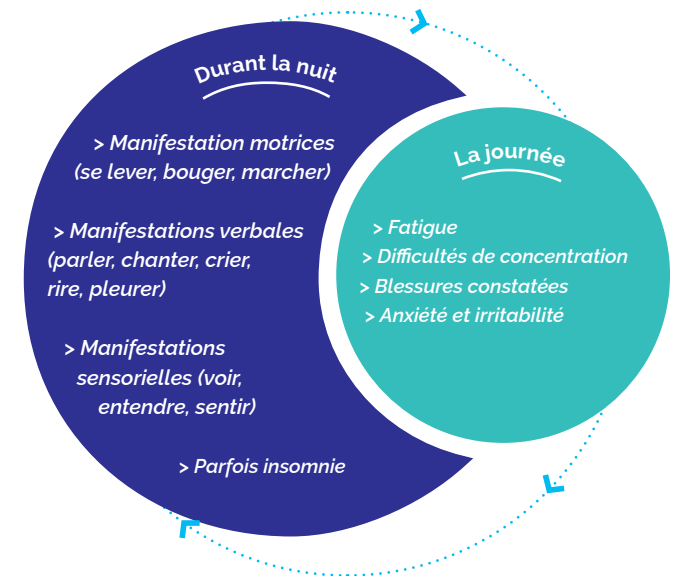 Durant la nuit
> Manifestation motrices
(se lever, bouger, marcher)
> Manifestations verbales
(parler, chanter, crier,
rire, pleurer)
> Manifestations
sensorielles (voir,
entendre, sentir)
> Parfois insomnie
La journée
> Fatigue
> Difficultés de concentration
> Blessures constatées
> Anxiété et irritabilité